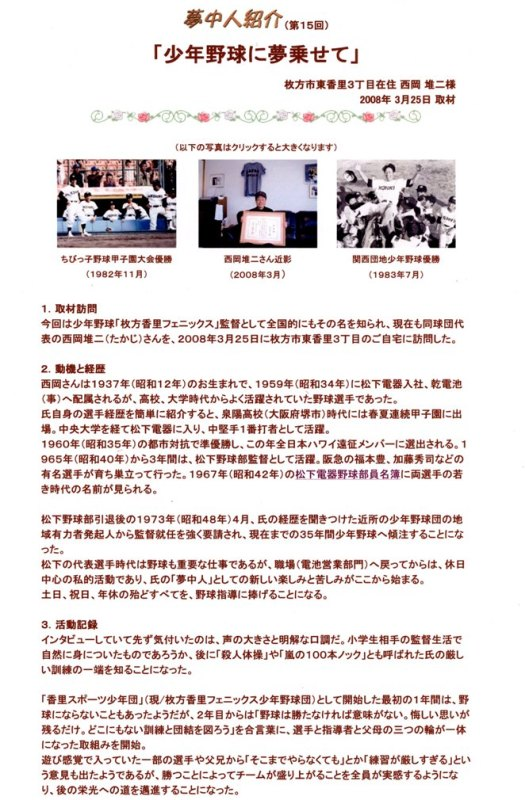 夢中人紹介(第15回)
「少年野球に夢乗せて」
枚方市東香里3丁目在住 西岡 堆二様
2008年 3月25日 取材
(以下の写真はクリックすると大きくなります)
ちびっ子野球甲子園大会優勝
(1982年11月)
西岡堆二さん近影
(2008年3月)
関西団地少年野球優勝
(1983年7月)
1. 取材訪問
今回は少年野球「枚方香里フェニックス」監督として全国的にもその名を知られ、現在も同球団代
表の西岡堆二(たかじ)さんを、2008年3月25日に枚方市東香里3丁目のご自宅に訪問した。
2. 動機と経歴
西岡さんは1937年(昭和12年)のお生まれで、1959年(昭和34年)に松下電器入社、乾電池
(事)へ配属されるが、高校、大学時代からよく活躍されていた野球選手であった。
氏自身の選手経歴を簡単に紹介すると、泉陽高校(大阪府堺市)時代には春夏連続甲子園に出
場。中央大学を経て松下電器に入り、中堅手1番打者として活躍。
1960年(昭和35年)の都市対抗で準優勝し、この年全日本ハワイ遠征メンバーに選出される。1
965年(昭和40年)から3年間は、松下野球部監督として活躍。阪急の福本豊、加藤秀司などの
有名選手が育ち巣立って行った。1967年(昭和42年)の松下電器野球部員名簿に両選手の若
き時代の名前が見られる。
松下野球部引退後の1973年(昭和48年)4月、氏の経歴を聞きつけた近所の少年野球団の地
域有力者発起人から監督就任を強く要請され、現在までの35年間少年野球へ傾注することにな
った。
松下の代表選手時代は野球も重要な仕事であるが、職場(電池営業部門)へ戻ってからは、休日
中心の私的活動であり、氏の「夢中人」としての新しい楽しみと苦しみがここから始まる。
土日、祝日、年休の殆どすべてを、野球指導に捧げることになる。
3. 活動記録
インタビューしていて先ず気付いたのは、声の大きさと明解な口調だ。小学生相手の監督生活で
自然に身についたものであろうか、後に「殺人体操」や「嵐の100本ノック」とも呼ばれた氏の厳し
い訓練の一端を知ることになった。
「香里スポーツ少年団」(現/枚方香里フェニックス少年野球団)として開始した最初の1年間は、野
球にならないこともあったようだが、2年目からは「野球は勝たなければ意味がない。悔しい思いが
残るだけ。どこにもない訓練と団結を図ろう」を合言葉に、選手と指導者と父母の三つの輪が一体
になった取組みを開始。
遊び感覚で入っていた一部の選手や父兄から「そこまでやらなくても」とか「練習が厳しすぎる」とい
う意見も出たようであるが、勝つことによってチームが盛り上がることを全員が実感するようにな
り、後の栄光への道を邁進することになった。